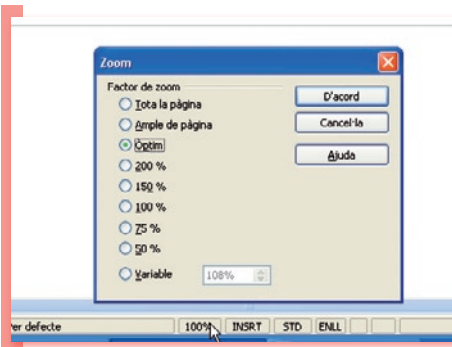 Zoom
Factor de zoom
Tota la pàgina
Ample de pàgina
Òptim
200 %
150 %
100 %
75 %
50 %
Variable 108%
D'acord
Cancel·la
Ajuda
er defecte 100% INSRT STD ENLL